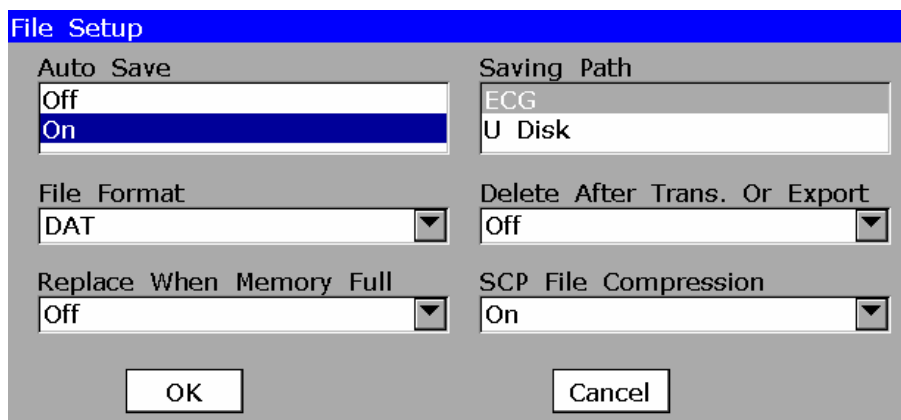 File Setup
Auto Save
Off
On
Saving Path
ECG
U Disk
File Format
DAT
Delete After Trans. Or Export
Off
Replace When Memory Full
Off
SCP File Compression
On
OK
Cancel